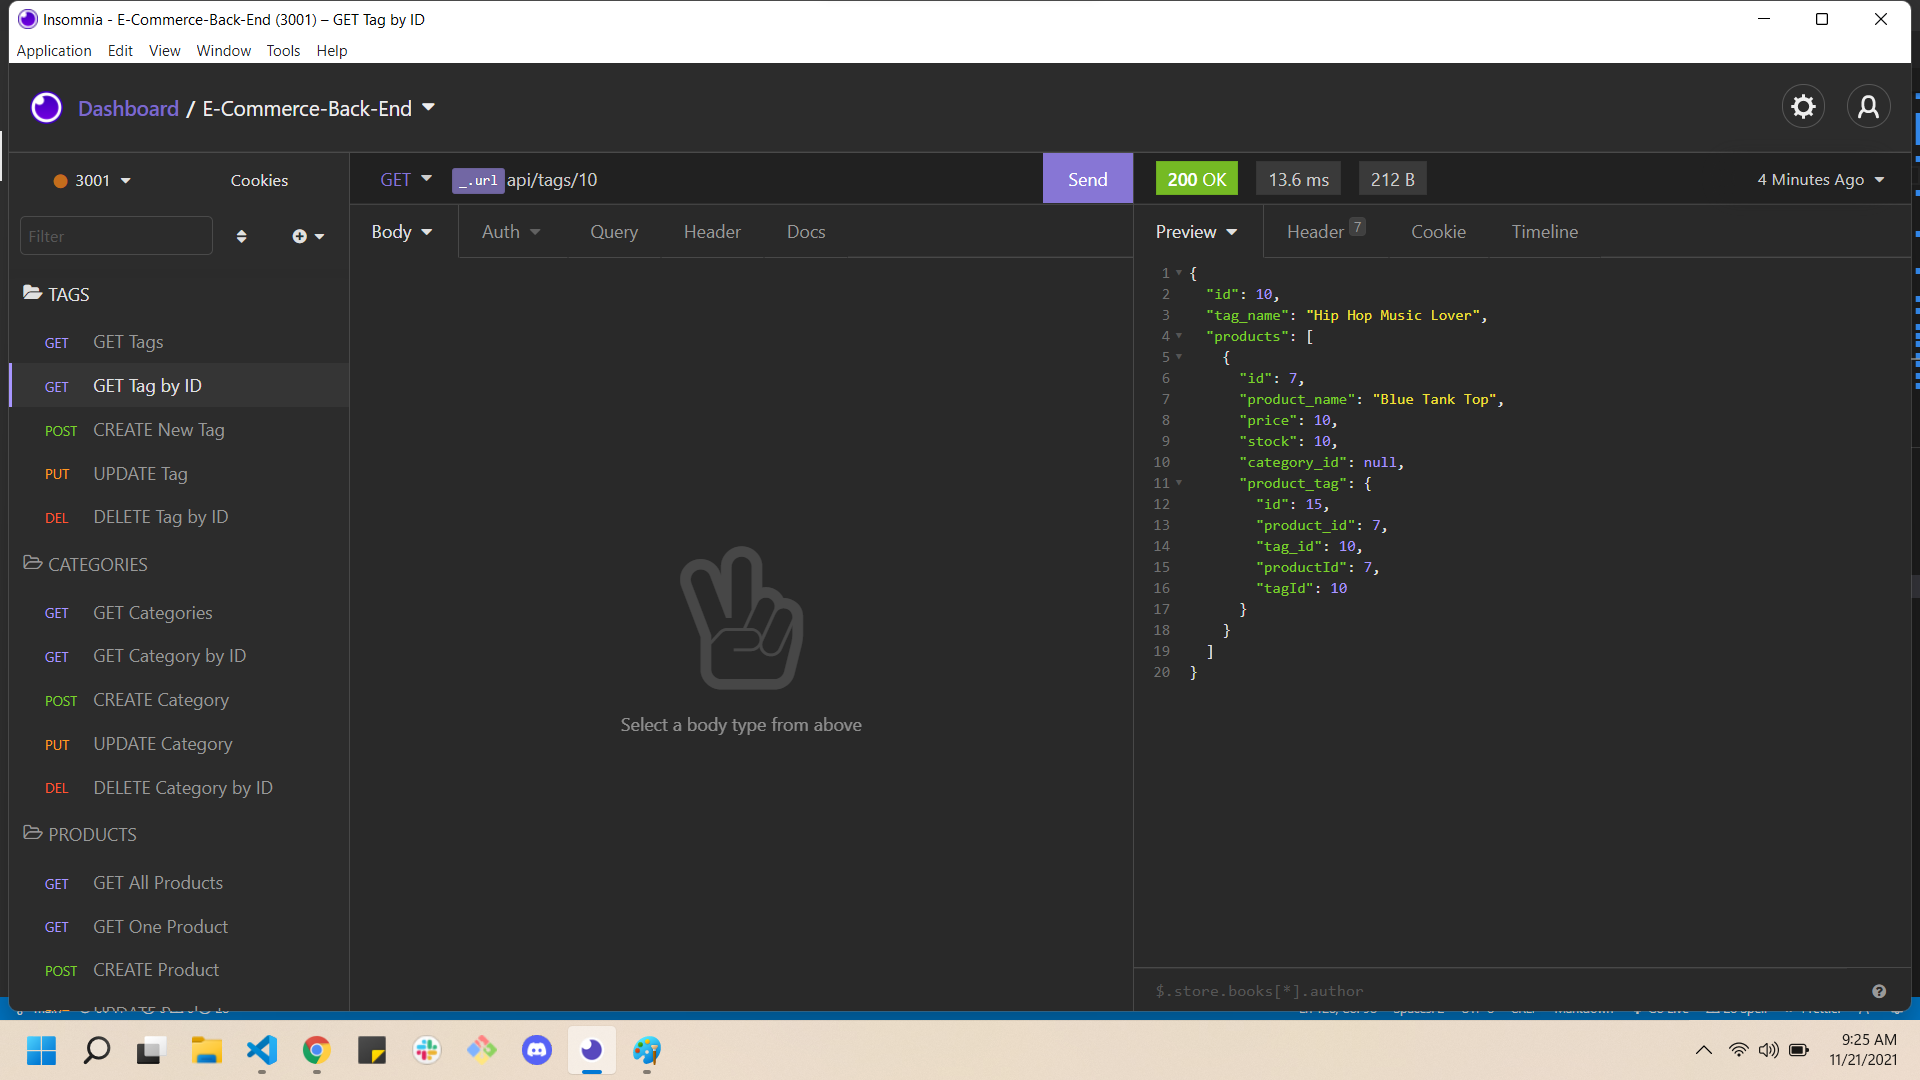 Insomnia - E-Commerce-Back-End (3001) – GET Tag by ID
Application Edit View Window Tools Help
Dashboard / E-Commerce-Back-End
3001 Cookies
GET _.url api/tags/10 Send
200 OK 13.6 ms 212 B 4 Minutes Ago
Filter
Body Auth Query Header Docs
Preview Header 7 Cookie Timeline
TAGS
GET GET Tags
GET GET Tag by ID
POST CREATE New Tag
PUT UPDATE Tag
DEL DELETE Tag by ID
CATEGORIES
GET GET Categories
GET GET Category by ID
POST CREATE Category
PUT UPDATE Category
DEL DELETE Category by ID
PRODUCTS
GET GET All Products
GET GET One Product
POST CREATE Product
Select a body type from above
1 {
2 "id": 10,
3 "tag_name": "Hip Hop Music Lover",
4 "products": [
5 {
6 "id": 7,
7 "product_name": "Blue Tank Top",
8 "price": 10,
9 "stock": 10,
10 "category_id": null,
11 "product_tag": {
12 "id": 15,
13 "product_id": 7,
14 "tag_id": 10,
15 "productId": 7,
16 "tagId": 10
17 }
18 }
19 ]
20 }
$.store.books[*].author
9:25 AM
11/21/2021